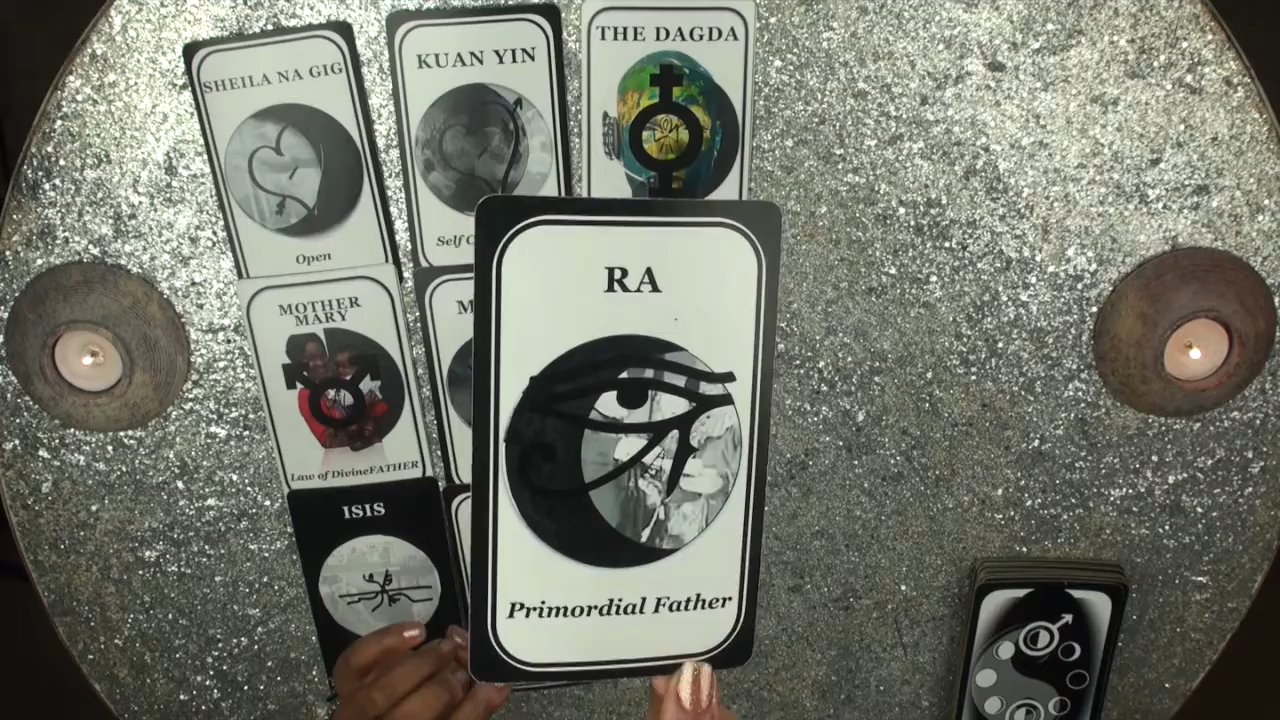 SHEILA NA GIG
Open
KUAN YIN
Self
THE DAGDA
MOTHER
MARY
Law of DivineFATHER
RA
Primordial Father
ISIS